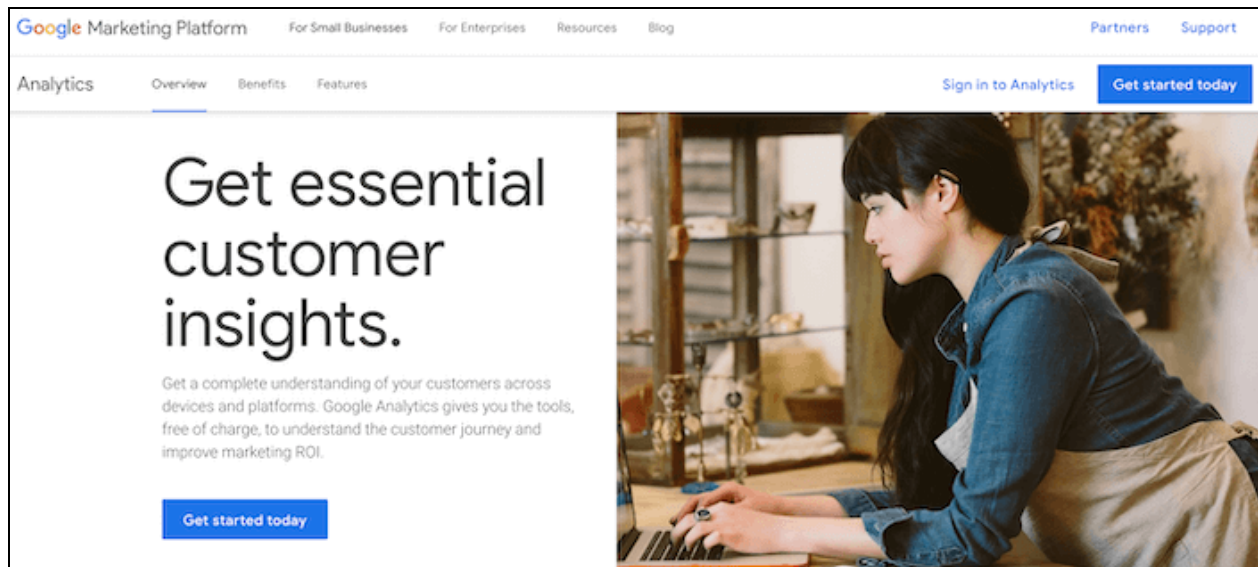 Google Marketing Platform For Small Businesses For Enterprises Resources Blog Partners Support
Analytics Overview Benefits Features Sign in to Analytics Get started today
Get essential
customer
insights.
Get a complete understanding of your customers across
devices and platforms. Google Analytics gives you the tools,
free of charge, to understand the customer journey and
improve marketing ROI.
Get started today